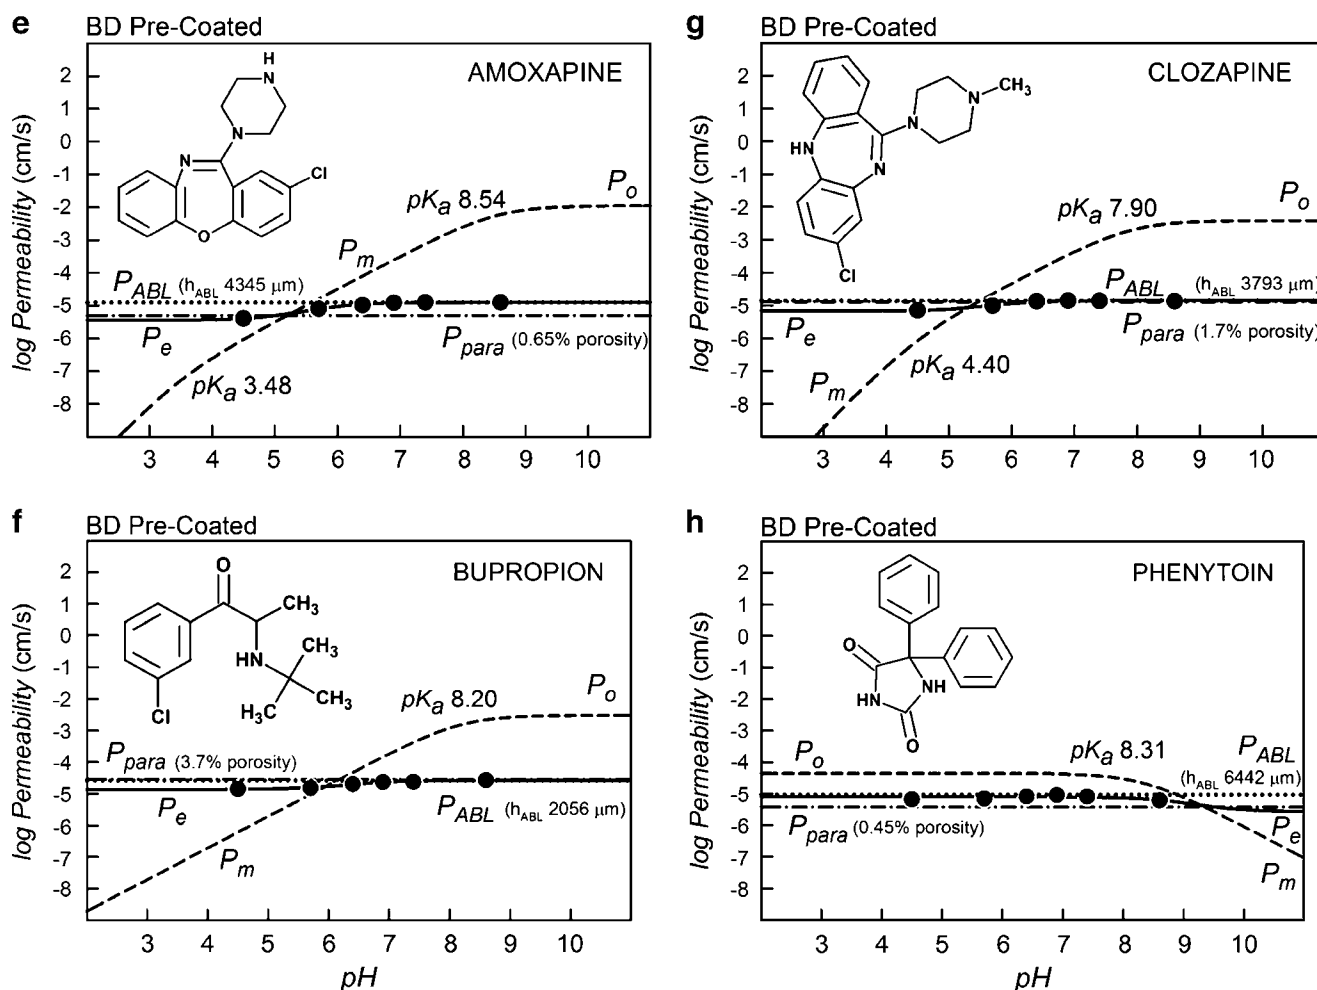 e
BD Pre-Coated
AMOXAPINE
log Permeability (cm/s)
2
1
0
-1
-2
-3
-4
-5
-6
-7
-8
H
N
N
N
Cl
O
pKa 8.54
Po
Pm
PABL (hABL 4345 μm)
Pe
Ppara (0.65% porosity)
pKa 3.48
3 4 5 6 7 8 9 10
g
BD Pre-Coated
CLOZAPINE
log Permeability (cm/s)
2
1
0
-1
-2
-3
-4
-5
-6
-7
-8
CH3
N
N
HN
N
Cl
pKa 7.90
Po
PABL (hABL 3793 μm)
Pe
Ppara (1.7% porosity)
Pm
pKa 4.40
3 4 5 6 7 8 9 10
f
BD Pre-Coated
BUPROPION
log Permeability (cm/s)
2
1
0
-1
-2
-3
-4
-5
-6
-7
-8
O
CH3
HN
CH3
Cl
H3C
CH3
pKa 8.20
Po
Ppara (3.7% porosity)
Pe
PABL (hABL 2056 μm)
Pm
3 4 5 6 7 8 9 10
pH
h
BD Pre-Coated
PHENYTOIN
log Permeability (cm/s)
2
1
0
-1
-2
-3
-4
-5
-6
-7
-8
O
HN
NH
O
Po
pKa 8.31
PABL
(hABL 6442 μm)
Ppara (0.45% porosity)
Pe
Pm
3 4 5 6 7 8 9 10
pH